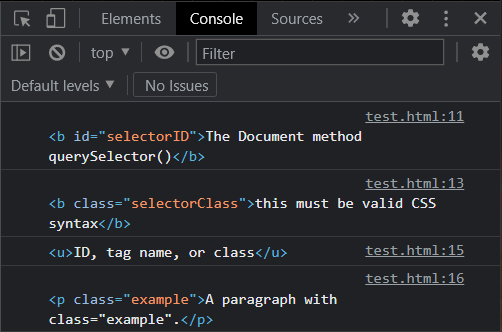 Elements Console Sources »
top ▼ Filter
Default levels ▼ No Issues
test.html:11
<b id="selectorID">The Document method
querySelector()</b>
test.html:13
<b class="selectorClass">this must be valid CSS
syntax</b>
<u>ID, tag name, or class</u> test.html:15
test.html:16
<p class="example">A paragraph with
class="example".</p>